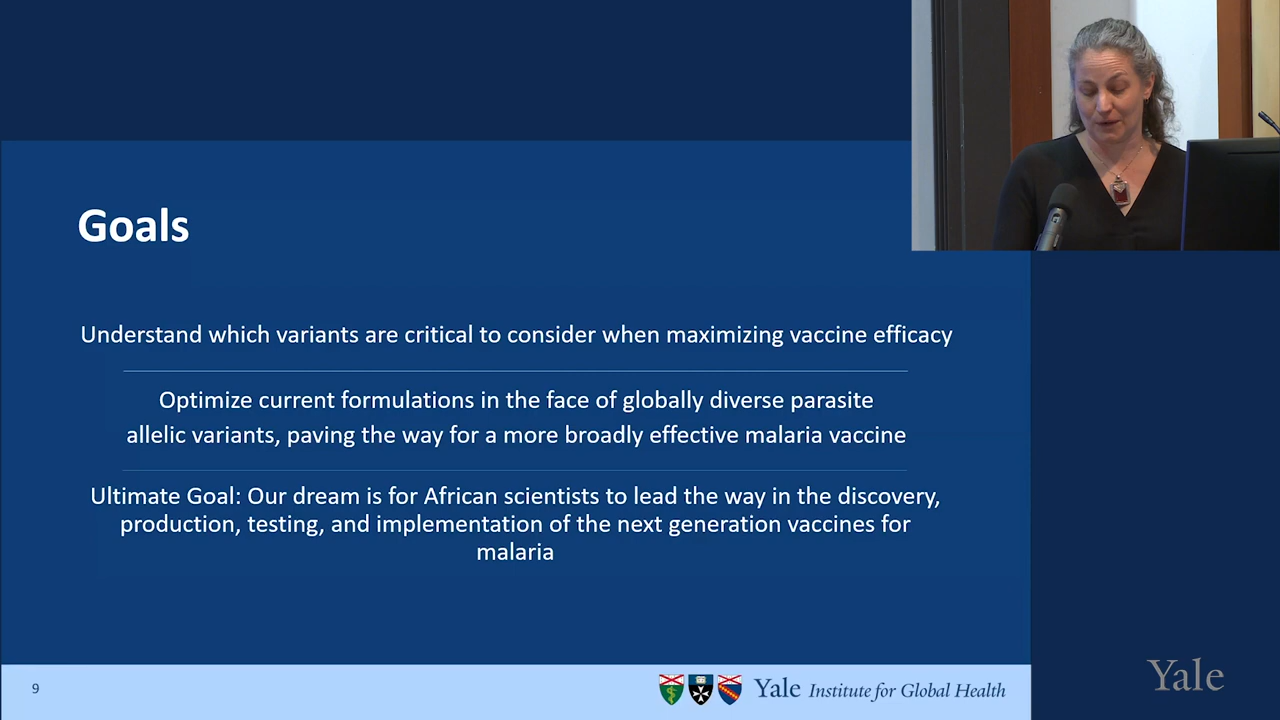 Goals
Understand which variants are critical to consider when maximizing vaccine efficacy
Optimize current formulations in the face of globally diverse parasite
allelic variants, paving the way for a more broadly effective malaria vaccine
Ultimate Goal: Our dream is for African scientists to lead the way in the discovery,
production, testing, and implementation of the next generation vaccines for
malaria
9
Yale Institute for Global Health
Yale